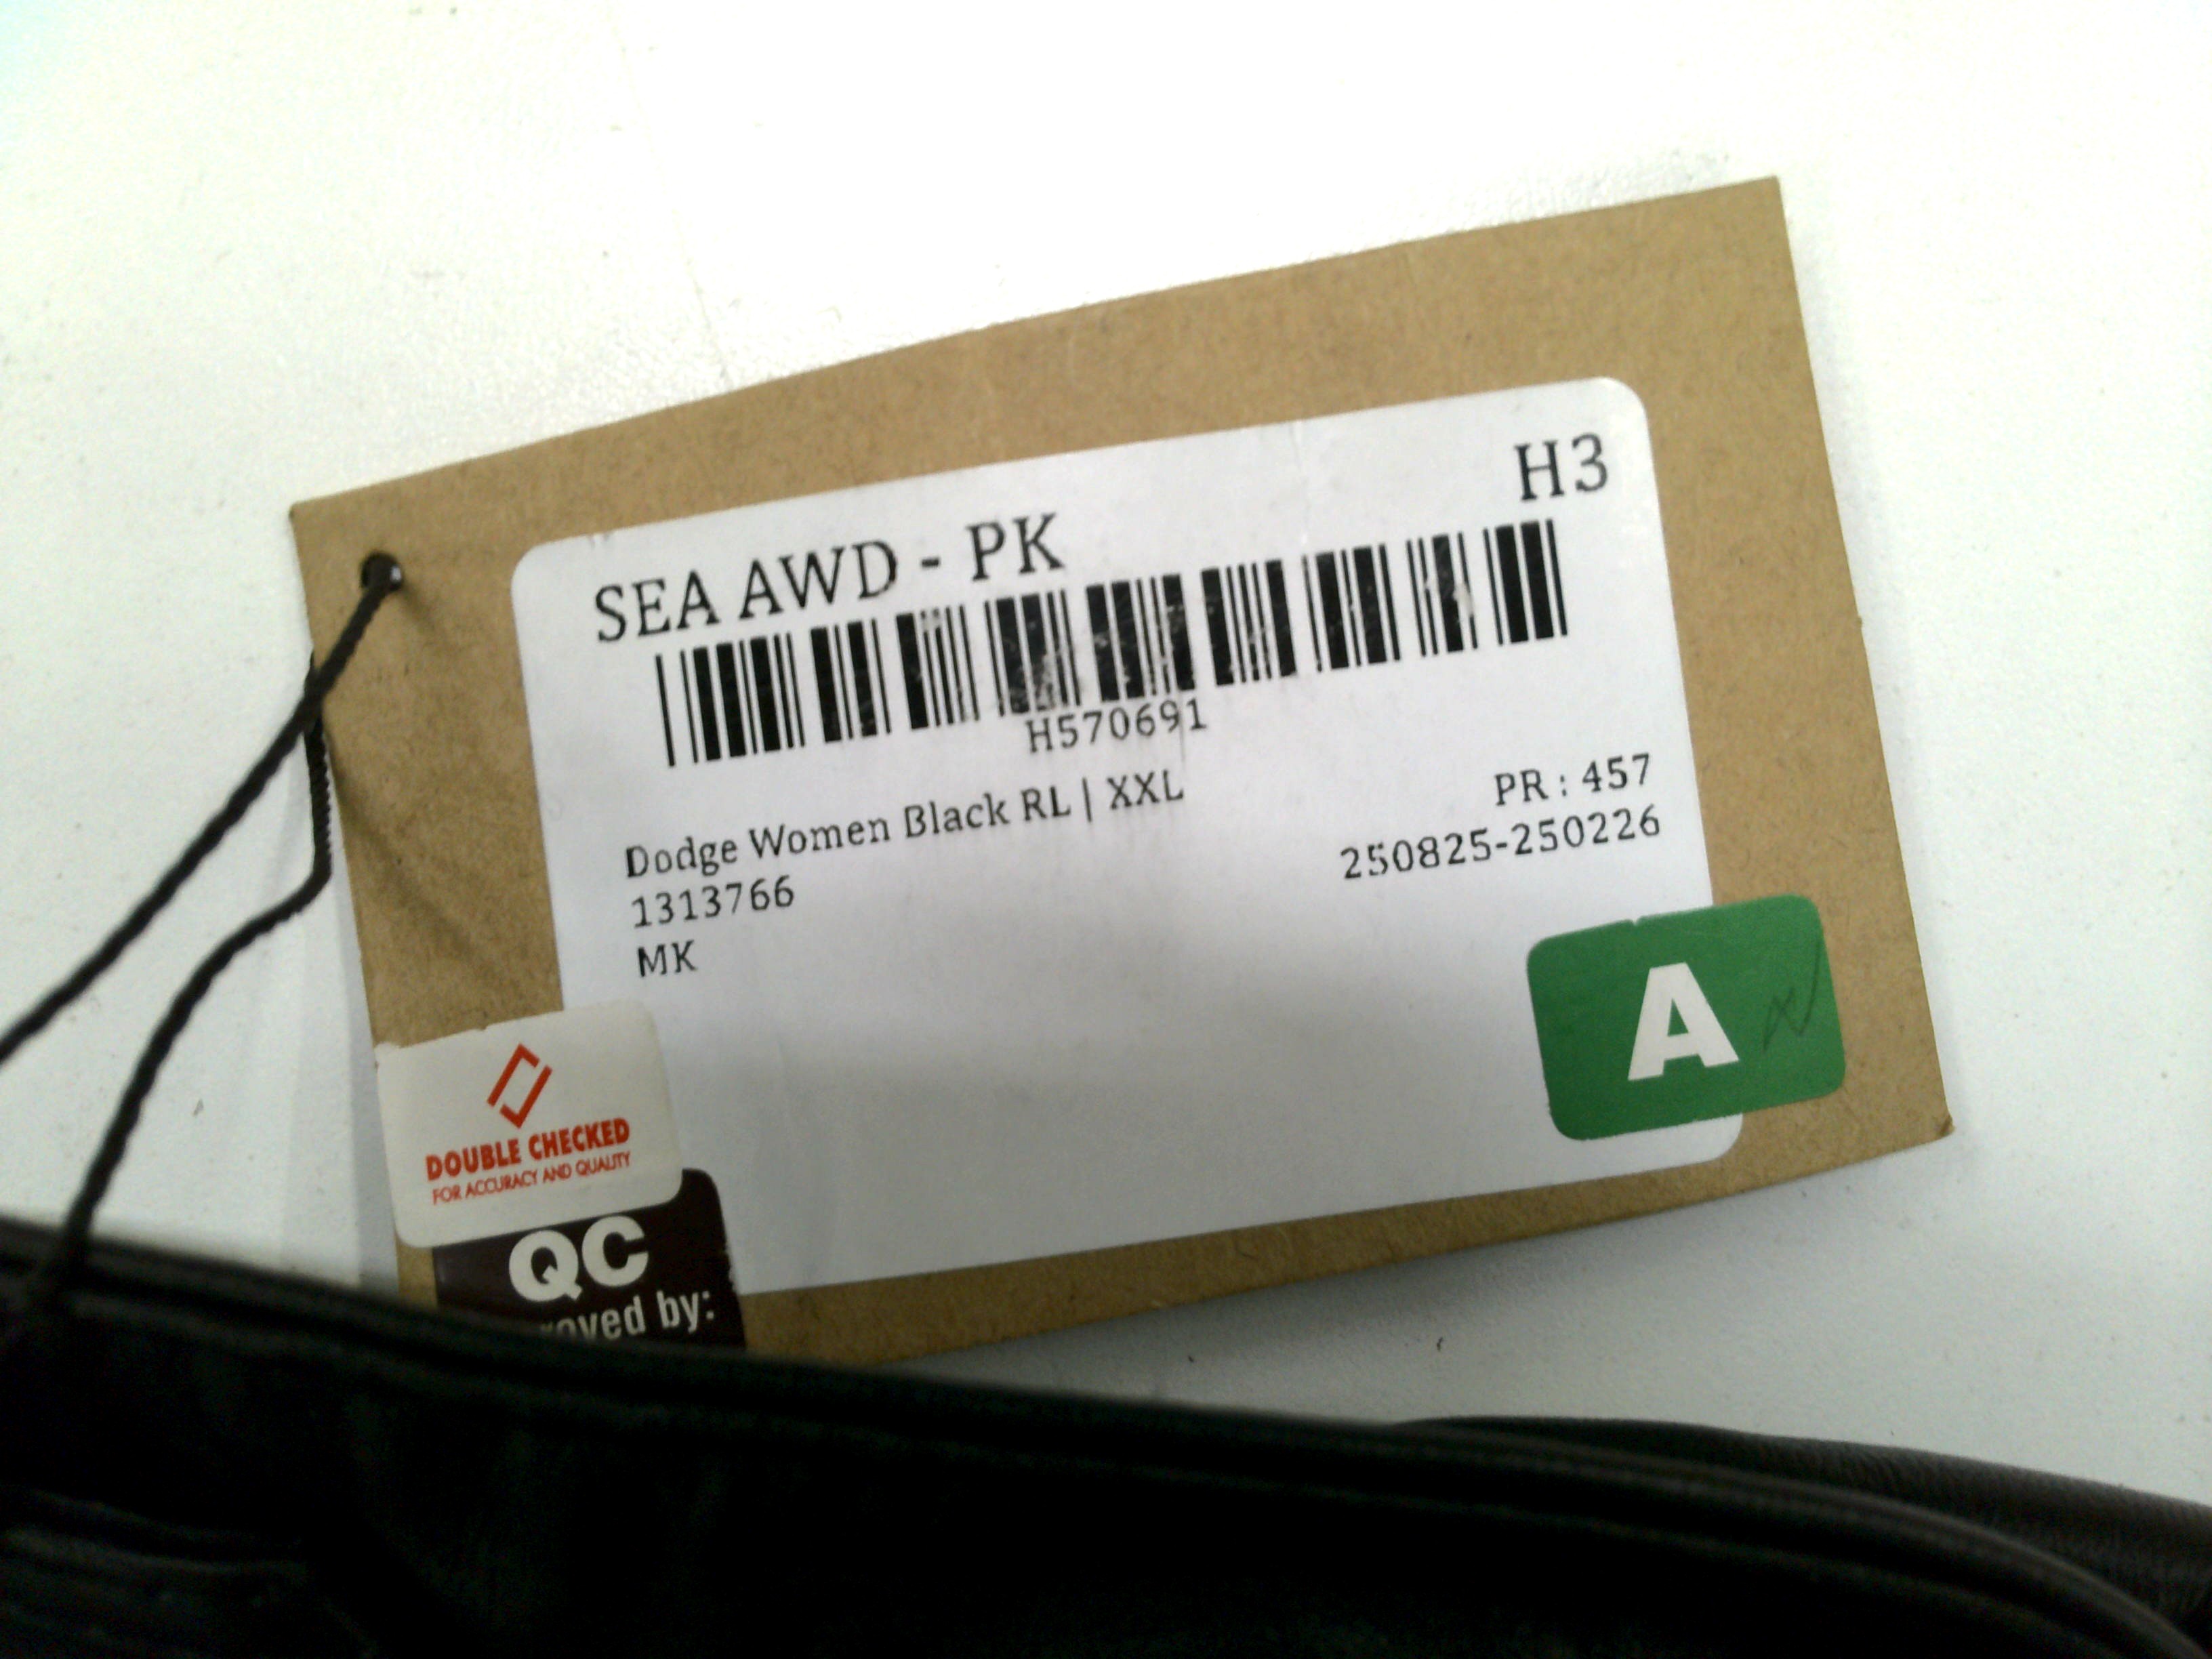 H3
SEA AWD - PK
H570691
Dodge Women Black RL | XXL
PR : 457
1313766
250825-250226
MK
A
DOUBLE CHECKED
FOR ACCURACY AND QUALITY
QC
by: